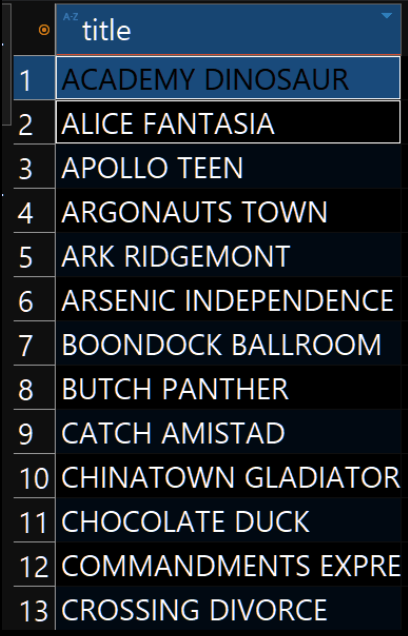 A-Z title
1 ACADEMY DINOSAUR
2 ALICE FANTASIA
3 APOLLO TEEN
4 ARGONAUTS TOWN
5 ARK RIDGEMONT
6 ARSENIC INDEPENDENCE
7 BOONDOCK BALLROOM
8 BUTCH PANTHER
9 CATCH AMISTAD
10 CHINATOWN GLADIATOR
11 CHOCOLATE DUCK
12 COMMANDMENTS EXPRE
13 CROSSING DIVORCE